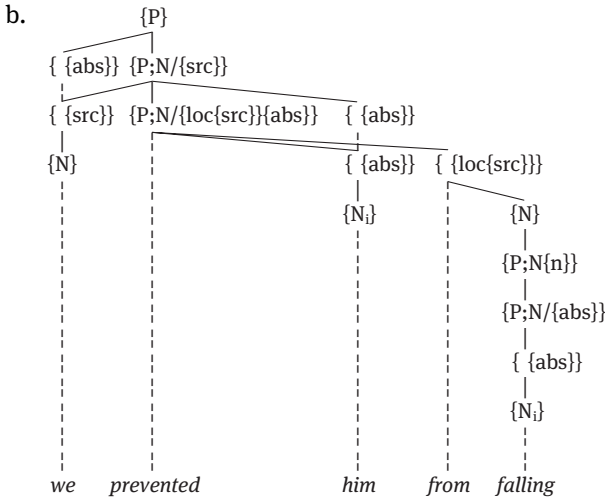 b.
{P}
{ {abs}} {P;N/{src}}
{ {src}} {P;N/{loc{src}}{abs}} { {abs}}
{N} { {abs}} { {loc{src}}}
{Nᵢ} {N}
{P;N{n}}
{P;N/{abs}}
{ {abs}}
{Nᵢ}
we prevented him from falling